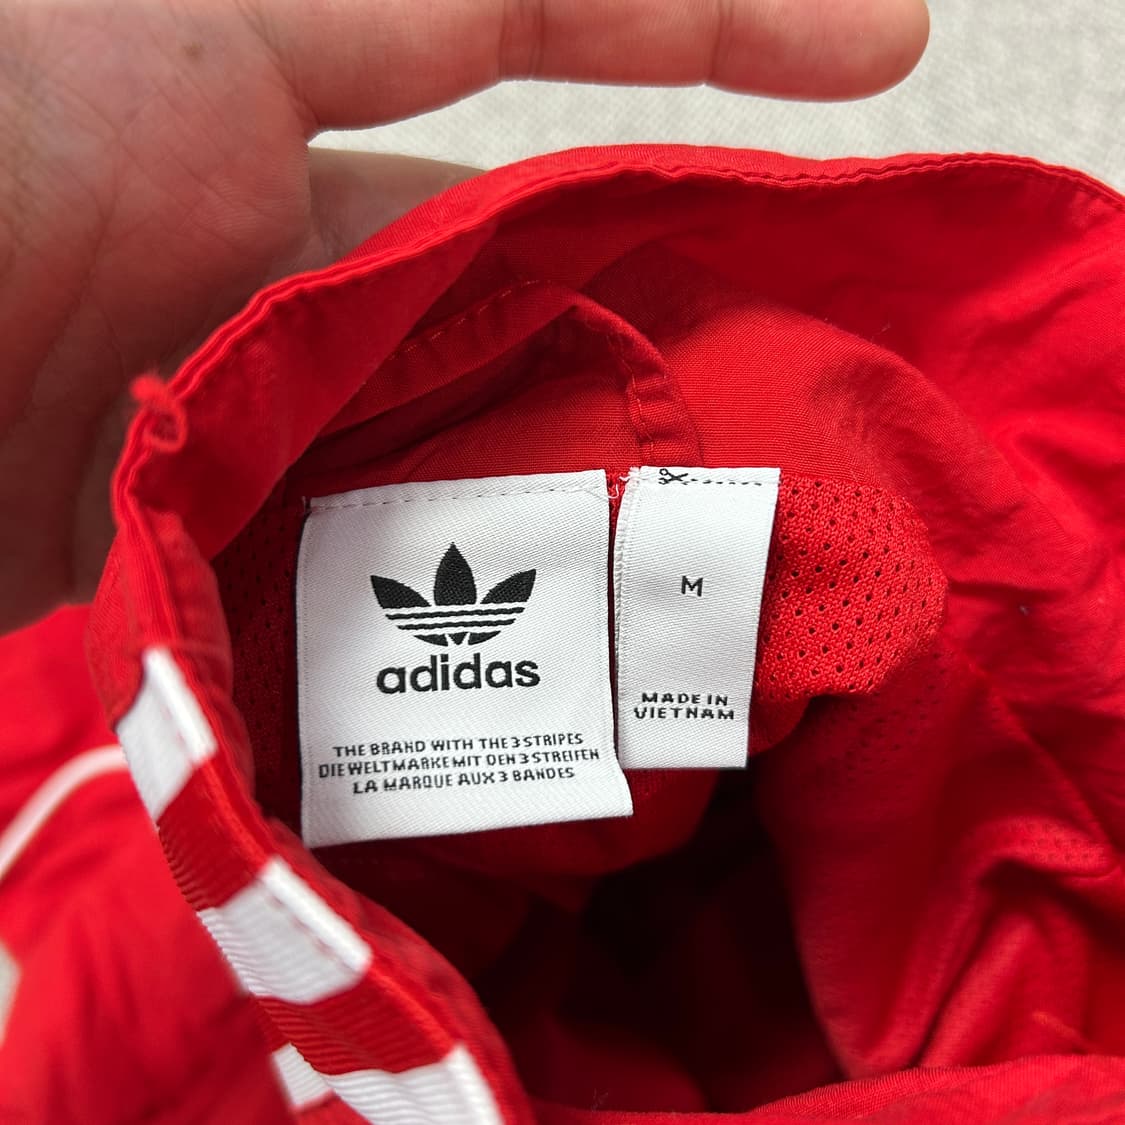 adidas
THE BRAND WITH THE 3 STRIPES
DIE WELTMARKE MIT DEN 3 STREIFEN
LA MARQUE AUX 3 BANDES
M
MADE IN
VIETNAM